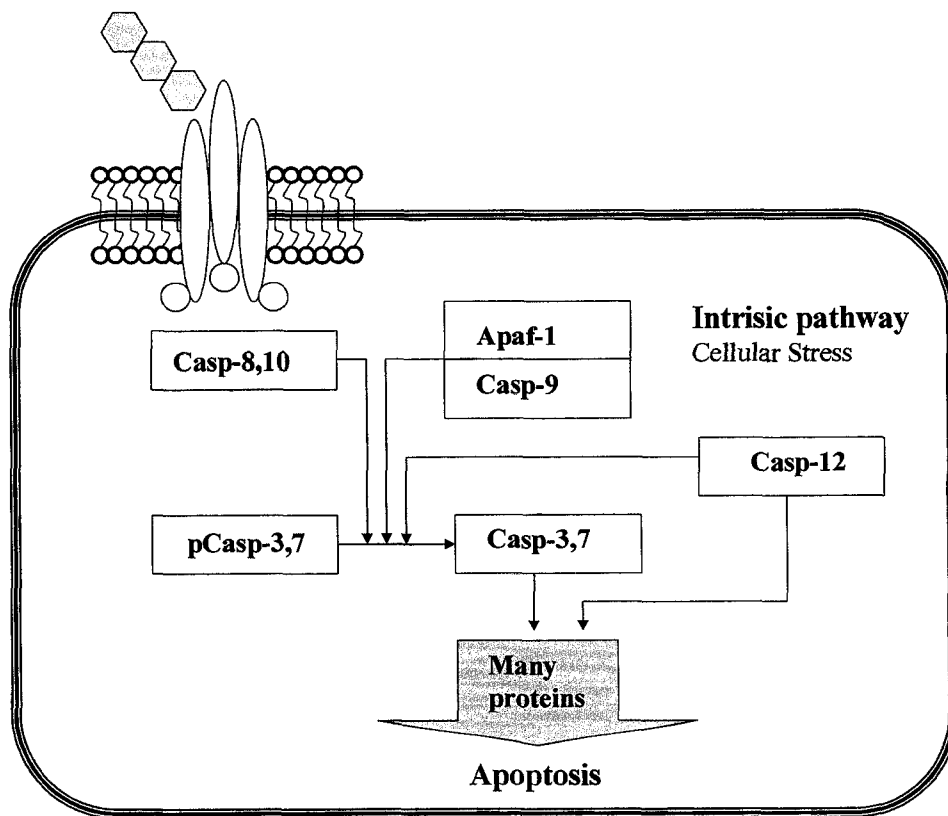 Casp-8,10
Apaf-1
Casp-9
Intrisic pathway
Cellular Stress
Casp-12
pCasp-3,7
Casp-3,7
Many
proteins
Apoptosis